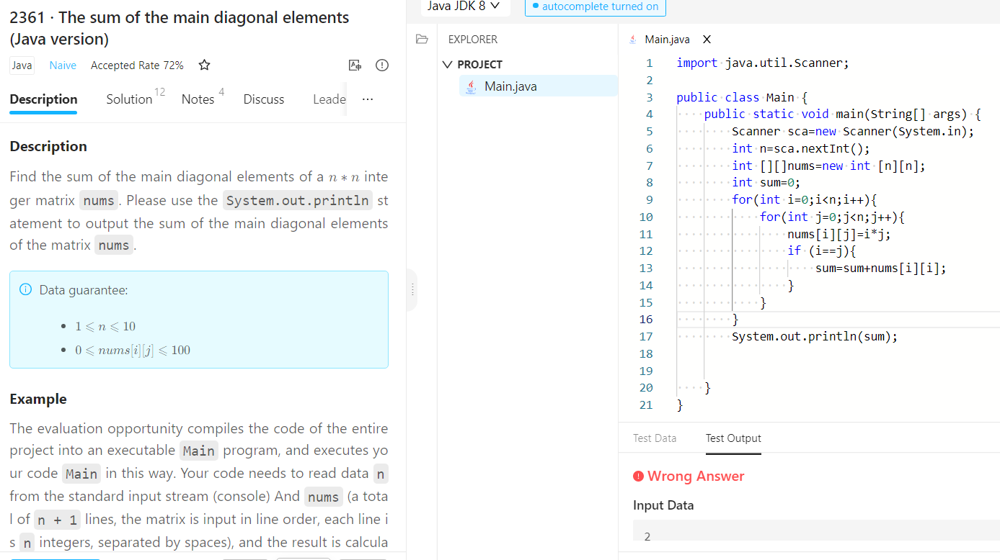 2361 · The sum of the Main diagonal elements
(Java version)
Java Naive Accepted Rate 72%
Description Solution 12 Notes 4 Discuss Leade ...
Description
Find the sum of the main diagonal elements of a n ∗ n inte
ger matrix nums. Please use the System.out.println st
atement to output the sum of the main diagonal elements
of the matrix nums.
Data guarantee:
• 1 ⩽ n ⩽ 10
• 0 ⩽ nums[i][j] ⩽ 100
Example
The evaluation opportunity compiles the code of the entire
project into an executable Main program, and executes yo
ur code Main in this way. Your code needs to read data n
from the standard input stream (console) And nums (a tota
l of n + 1 lines, the matrix is input in line order, each line i
s n integers, separated by spaces), and the result is calcula
Java JDK 8 autocomplete turned on
EXPLORER
PROJECT
Main.java
Main.java X
1 import java.util.Scanner;
2
3 public class Main {
4 public static void main(String[] args) {
5 Scanner sca=new Scanner(System.in);
6 int n=sca.nextInt();
7 int [][]nums=new int [n][n];
8 int sum=0;
9 for(int i=0;i<n;i++){
10 for(int j=0;j<n;j++){
11 nums[i][j]=i*j;
12 if (i==j){
13 sum=sum+nums[i][i];
14 }
15 }
16 }
17 System.out.println(sum);
18
19
20 }
21 }
Test Data Test Output
Wrong Answer
Input Data
2